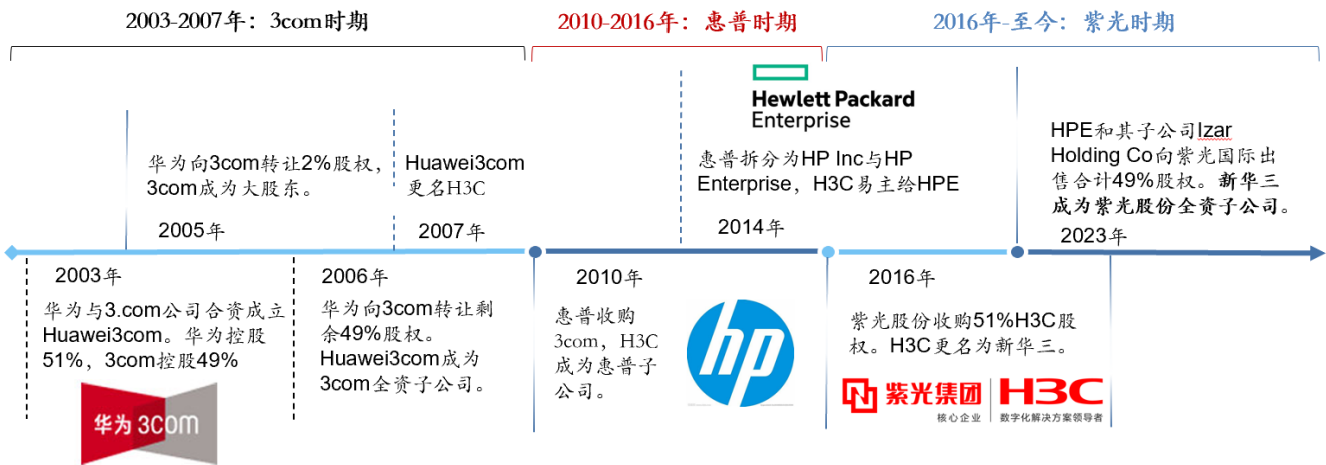 2003-2007年：3com时期
2010-2016年：惠普时期
2016年-至今：紫光时期
华为向3com转让2%股权，
3com成为大股东。
2005年
Huawei3com
更名H3C
2007年
Hewlett Packard
Enterprise
惠普拆分为HP Inc与HP
Enterprise，H3C易主给HPE
2014年
HPE和其子公司Izar
Holding Co向紫光国际出
售合计49%股权。新华三
成为紫光股份全资子公司。
2023年
2003年
华为与3.com公司合资成立
Huawei3com。华为控股
51%，3com控股49%
华为3COM
2006年
华为向3com转让剩
余49%股权。
Huawei3com成为
3com全资子公司。
2010年
惠普收购
3com，H3C
成为惠普子
公司。
hp
2016年
紫光股份收购51%H3C股
权。H3C更名为新华三。
紫光集团
核心企业
H3C
数字化解决方案领导者